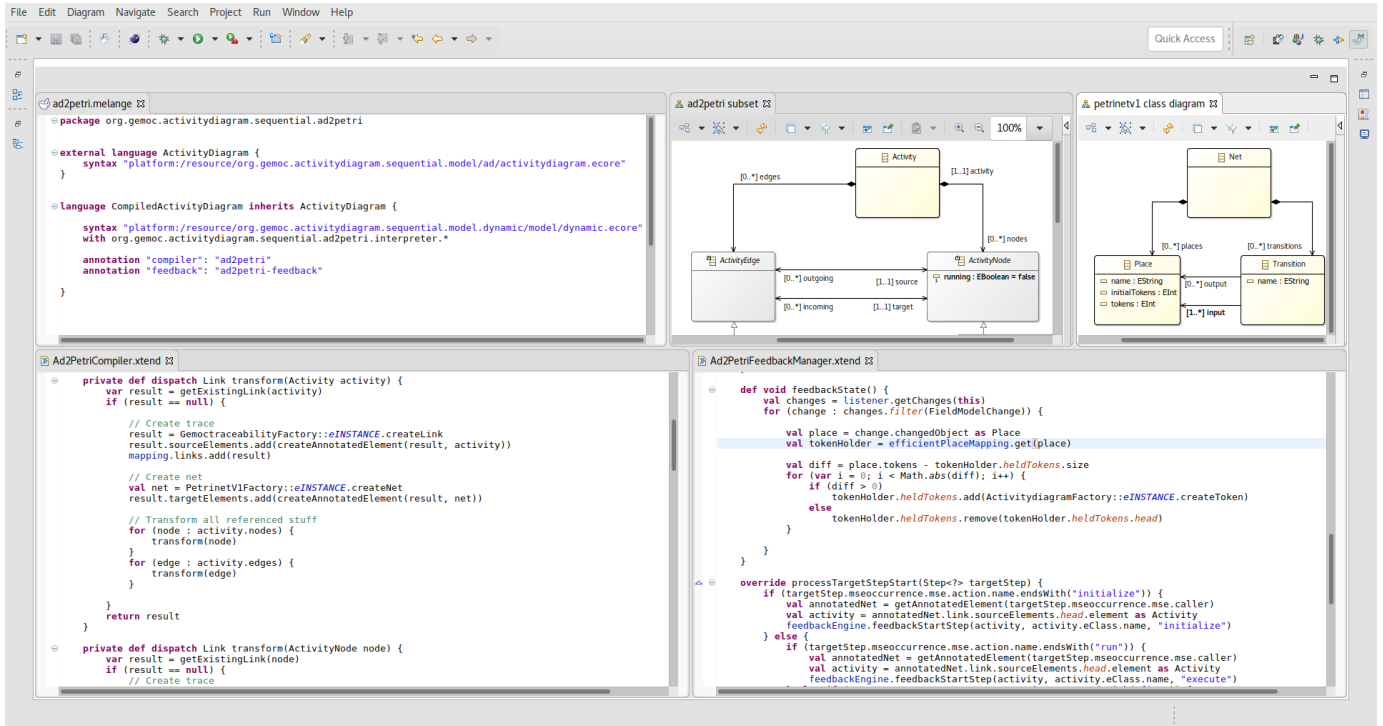 File Edit Diagram Navigate Search Project Run Window Help
Quick Access
ad2petri.melange
package org.gemoc.activitydiagram.sequential.ad2petri
external language ActivityDiagram {
syntax "platform:/resource/org.gemoc.activitydiagram.sequential.model/ad/activitydiagram.ecore"
}
language CompiledActivityDiagram inherits ActivityDiagram {
syntax "platform:/resource/org.gemoc.activitydiagram.sequential.model.dynamic/model/dynamic.ecore"
with org.gemoc.activitydiagram.sequential.ad2petri.interpreter.*
annotation "compiler": "ad2petri"
annotation "feedback": "ad2petri-feedback"
}
ad2petri subset
100%
Activity
[0..*] edges
[1..1] activity
[0..*] nodes
ActivityEdge
ActivityNode
running : EBoolean = false
[0..*] outgoing
[1..1] source
[0..*] incoming
[1..1] target
petrinetv1 class diagram
Net
[0..*] places
[0..*] transitions
Place
name : EString
initialTokens : EInt
tokens : EInt
Transition
name : EString
[0..*] output
[1..*] input
Ad2PetriCompiler.xtend
private def dispatch Link transform(Activity activity) {
var result = getExistingLink(activity)
if (result == null) {
// Create trace
result = GemoctraceabilityFactory::eINSTANCE.createLink
result.sourceElements.add(createAnnotatedElement(result, activity))
mapping.links.add(result)
// Create net
val net = PetrinetV1Factory::eINSTANCE.createNet
result.targetElements.add(createAnnotatedElement(result, net))
// Transform all referenced stuff
for (node : activity.nodes) {
transform(node)
}
for (edge : activity.edges) {
transform(edge)
}
}
return result
}
private def dispatch Link transform(ActivityNode node) {
var result = getExistingLink(node)
if (result == null) {
// Create trace
Ad2PetriFeedbackManager.xtend
def void feedbackState() {
val changes = listener.getChanges(this)
for (change : changes.filter(FieldModelChange)) {
val place = change.changedObject as Place
val tokenHolder = efficientPlaceMapping.get(place)
val diff = place.tokens - tokenHolder.heldTokens.size
for (var i = 0; i < Math.abs(diff); i++) {
if (diff > 0)
tokenHolder.heldTokens.add(ActivitydiagramFactory::eINSTANCE.createToken)
else
tokenHolder.heldTokens.remove(tokenHolder.heldTokens.head)
}
}
}
override processTargetStepStart(Step<?> targetStep) {
if (targetStep.mseoccurrence.mse.action.name.endsWith("initialize")) {
val annotatedNet = getAnnotatedElement(targetStep.mseoccurrence.mse.caller)
val activity = annotatedNet.link.sourceElements.head.element as Activity
feedbackEngine.feedbackStartStep(activity, activity.eClass.name, "initialize")
} else {
if (targetStep.mseoccurrence.mse.action.name.endsWith("run")) {
val annotatedNet = getAnnotatedElement(targetStep.mseoccurrence.mse.caller)
val activity = annotatedNet.link.sourceElements.head.element as Activity
feedbackEngine.feedbackStartStep(activity, activity.eClass.name, "execute")